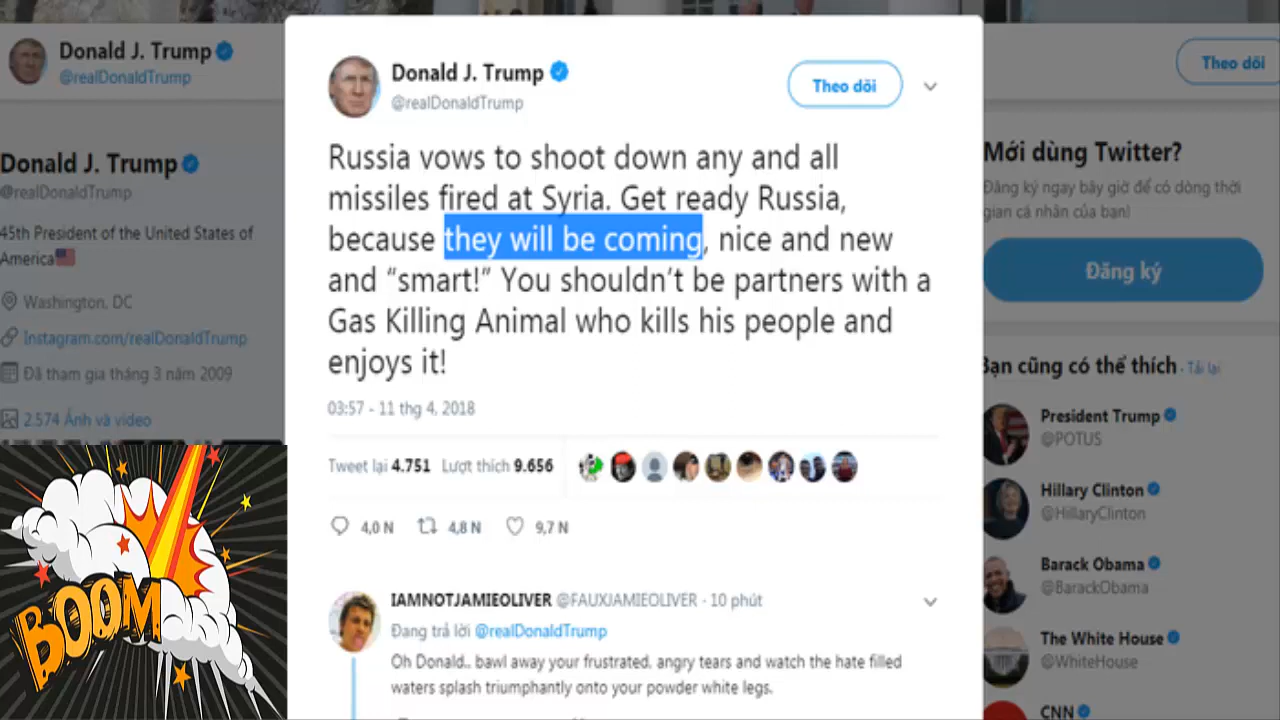 Donald J. Trump
@realDonaldTrump
Theo dõi
Donald J. Trump
@realDonaldTrump
45th President of the United States of
America
Washington, DC
Instagram.com/realDonaldTrump
Đã tham gia tháng 3 năm 2009
2.574 Ảnh và video
BOOM
Donald J. Trump
@realDonaldTrump
Theo dõi
Russia vows to shoot down any and all
missiles fired at Syria. Get ready Russia,
because they will be coming, nice and new
and “smart!” You shouldn’t be partners with a
Gas Killing Animal who kills his people and
enjoys it!
03:57 - 11 thg 4, 2018
Tweet lại 4.751 Lượt thích 9.656
4,0 N 4,8 N 9,7 N
IAMNOTJAMIEOLIVER @FAUXJAMIEOLIVER · 10 phút
Đang trả lời @realDonaldTrump
Oh Donald.. bawl away your frustrated, angry tears and watch the hate filled
waters splash triumphantly onto your powder white legs.
Mới dùng Twitter?
Đăng ký ngay bây giờ để có dòng thời
gian cá nhân của bạn!
Đăng ký
Bạn cũng có thể thích · Tải lại
President Trump
@POTUS
Hillary Clinton
@HillaryClinton
Barack Obama
@BarackObama
The White House
@WhiteHouse
CNN